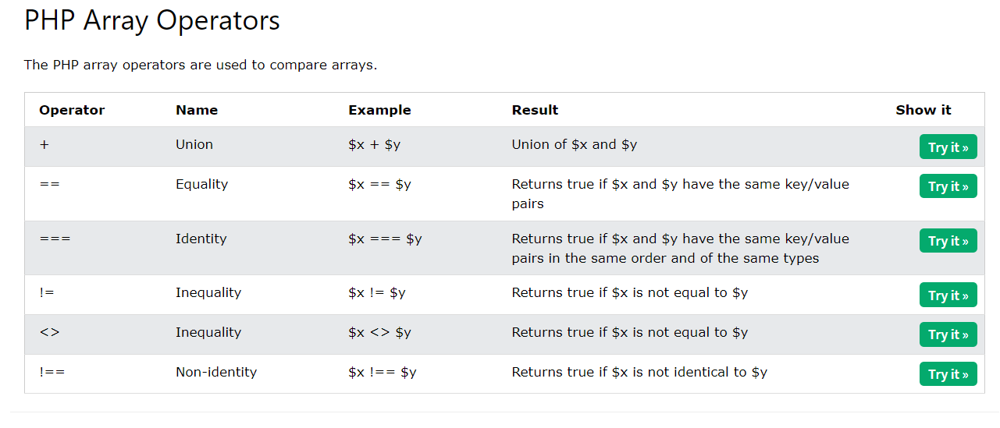 PHP Array Operators
The PHP array operators are used to compare arrays.
Operator Name Example Result Show it
+ Union $x + $y Union of $x and $y Try it »
== Equality $x == $y Returns true if $x and $y have the same key/value Try it »
pairs
=== Identity $x === $y Returns true if $x and $y have the same key/value Try it »
pairs in the same order and of the same types
!= Inequality $x != $y Returns true if $x is not equal to $y Try it »
<> Inequality $x <> $y Returns true if $x is not equal to $y Try it »
!== Non-identity $x !== $y Returns true if $x is not identical to $y Try it »